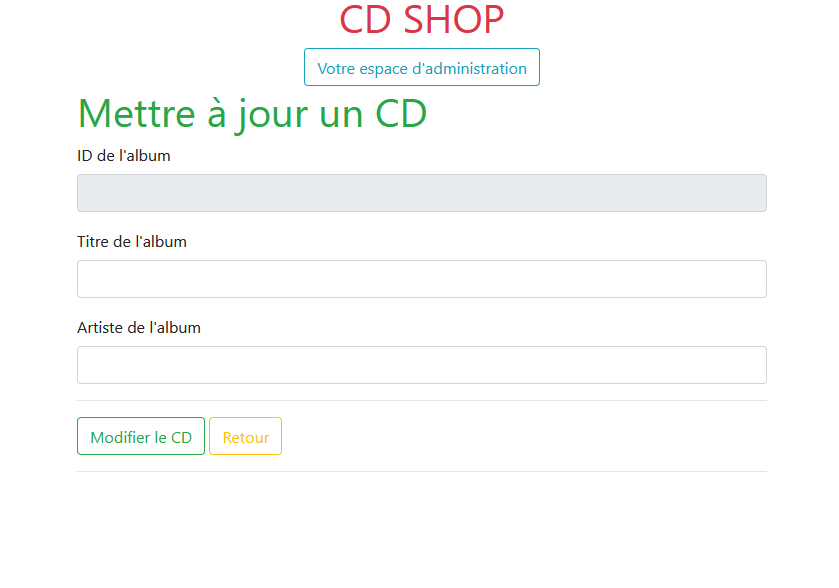 CD SHOP
Votre espace d'administration
Mettre à jour un CD
ID de l'album
Titre de l'album
Artiste de l'album
Modifier le CD Retour